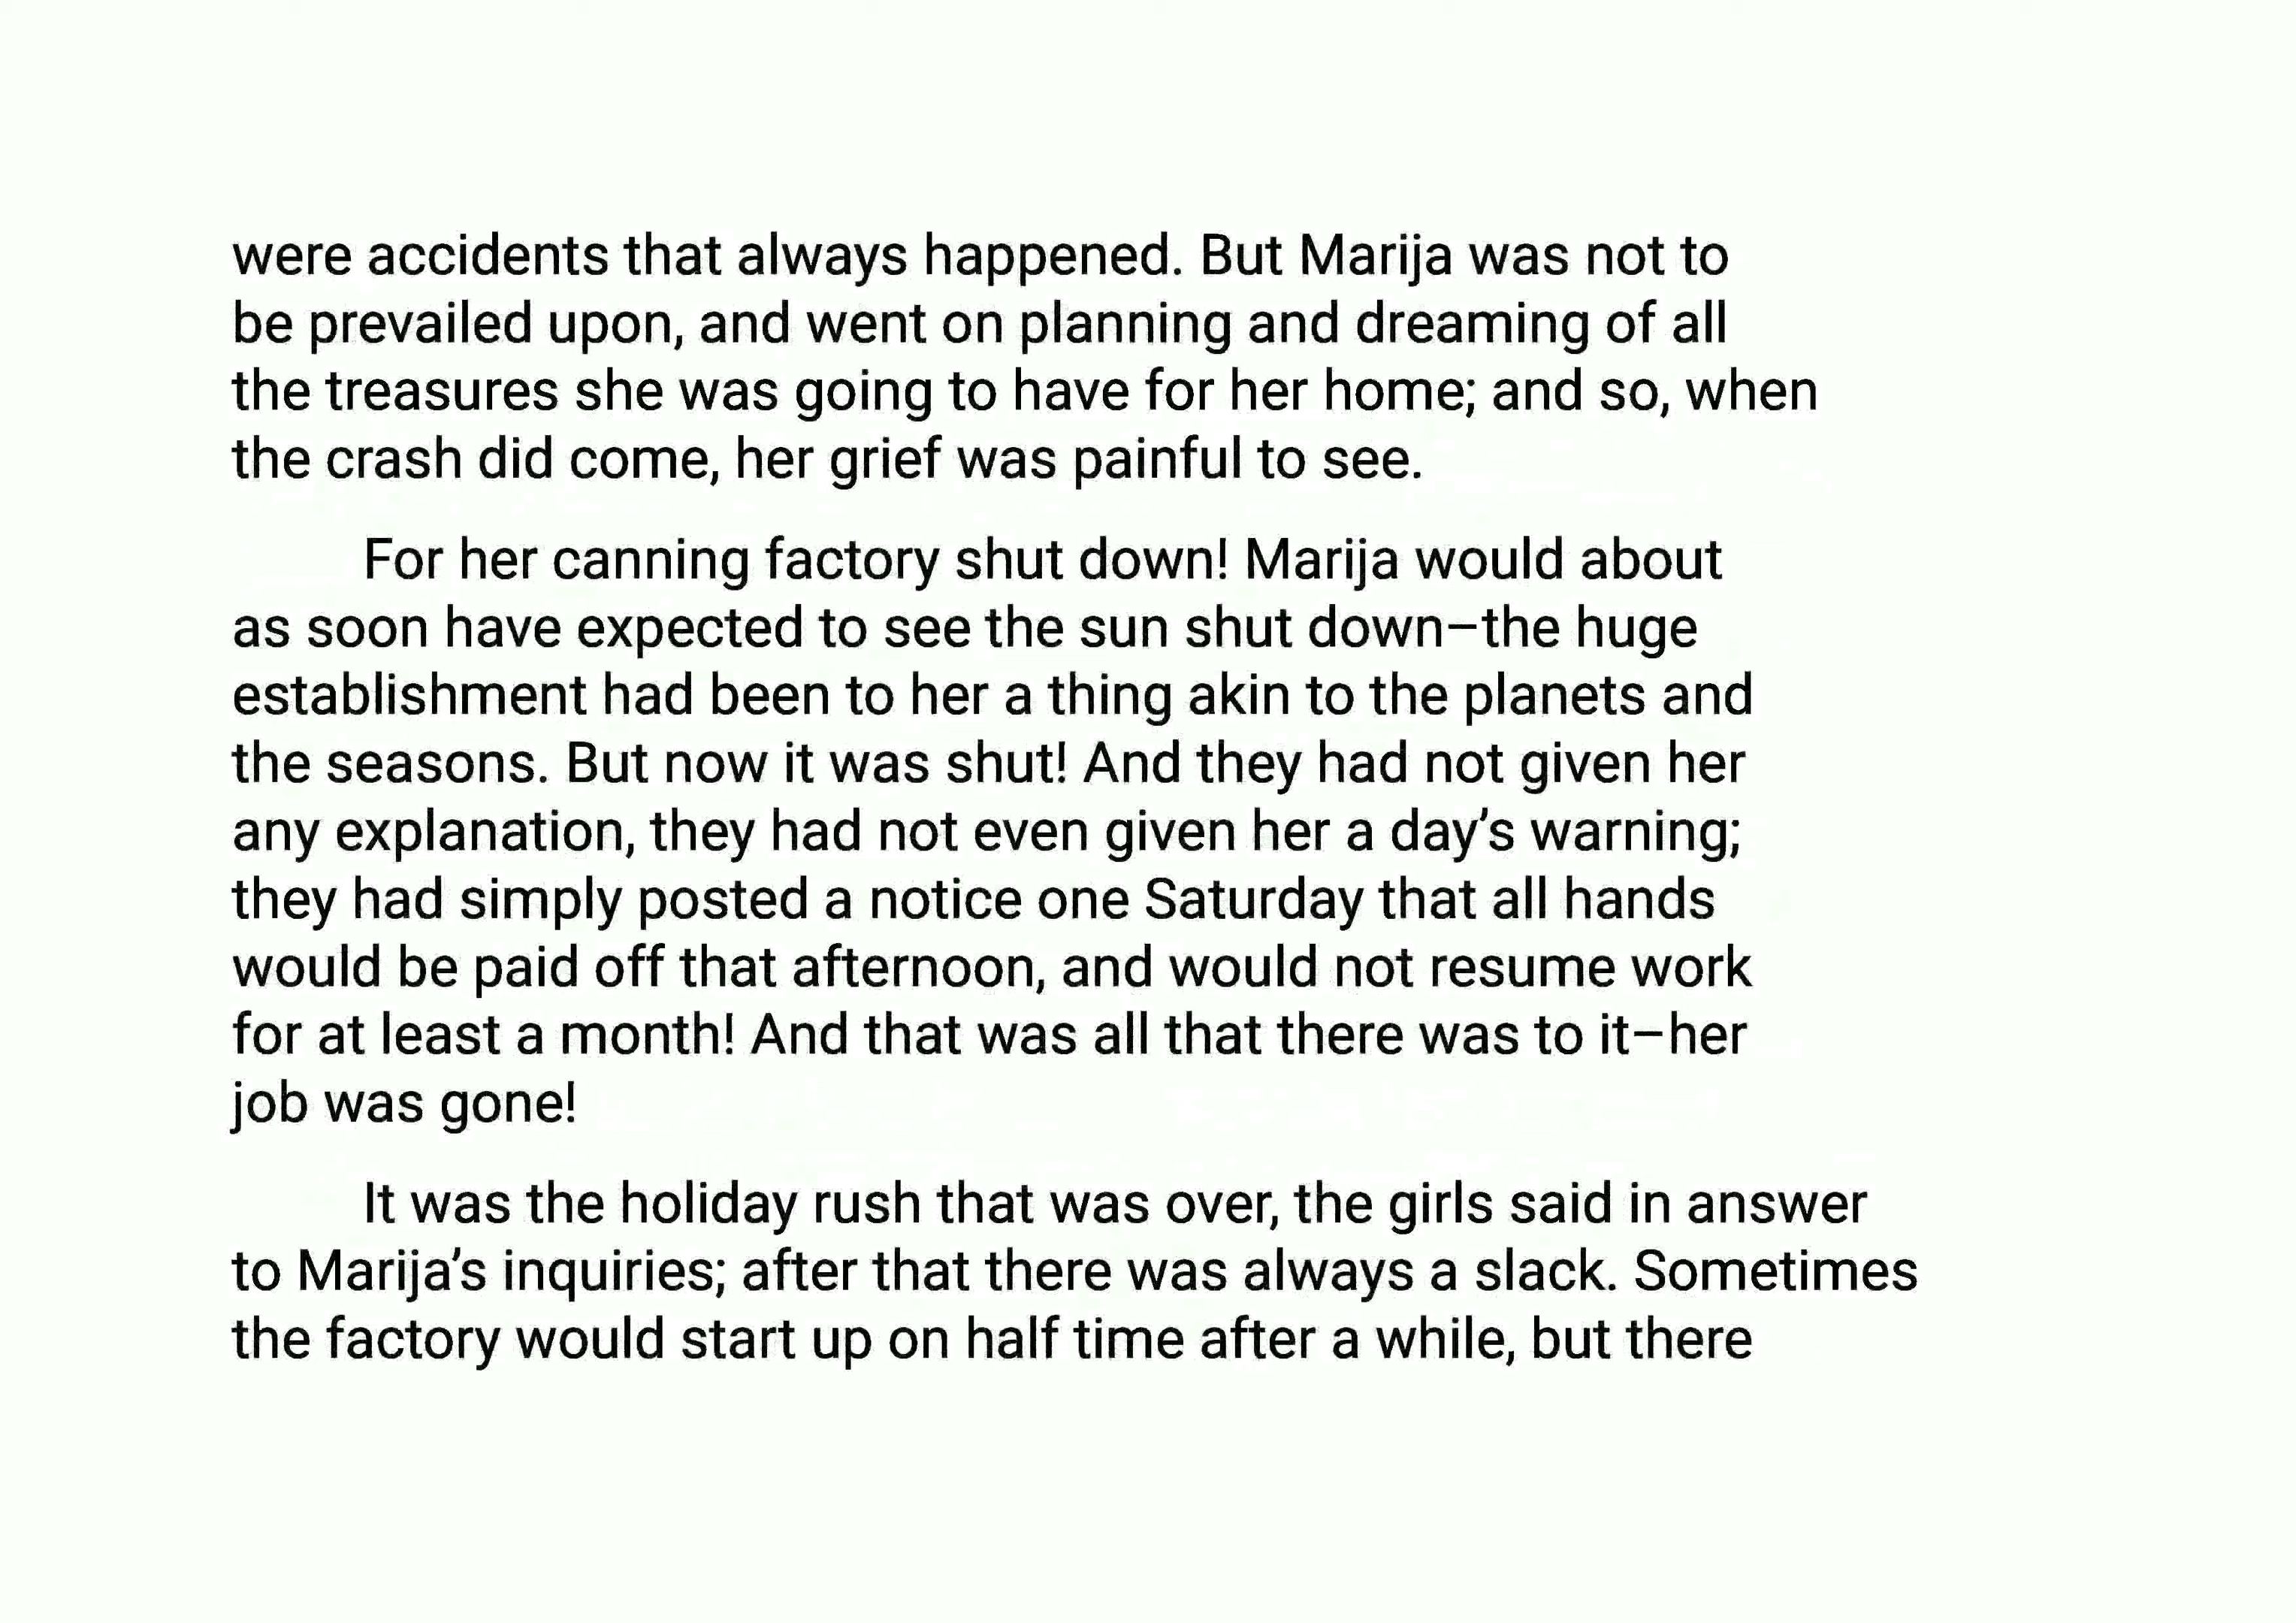 were accidents that always happened. But Marija was not to
be prevailed upon, and went on planning and dreaming of all
the treasures she was going to have for her home; and so, when
the crash did come, her grief was painful to see.
For her canning factory shut down! Marija would about
as soon have expected to see the sun shut down–the huge
establishment had been to her a thing akin to the planets and
the seasons. But now it was shut! And they had not given her
any explanation, they had not even given her a day’s warning;
they had simply posted a notice one Saturday that all hands
would be paid off that afternoon, and would not resume work
for at least a month! And that was all that there was to it–her
job was gone!
It was the holiday rush that was over, the girls said in answer
to Marija’s inquiries; after that there was always a slack. Sometimes
the factory would start up on half time after a while, but there